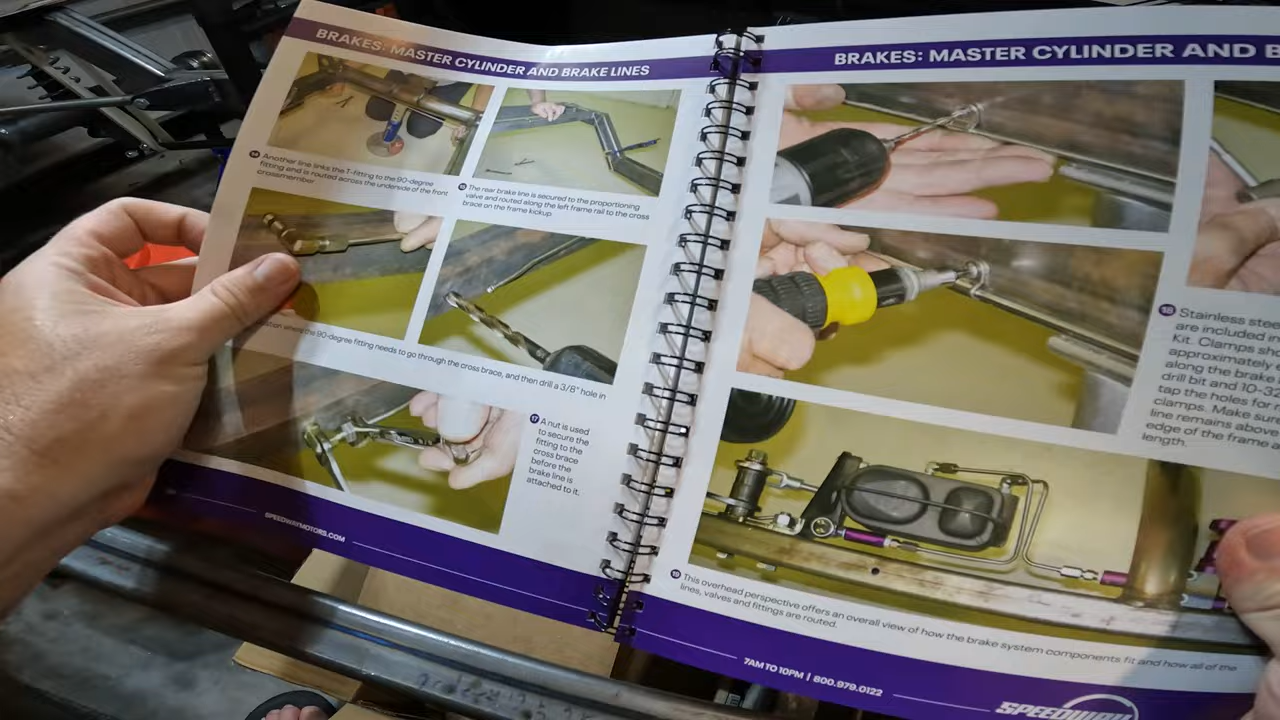 BRAKES: MASTER CYLINDER AND BRAKE LINES
14 Another line links the T-fitting to the 90-degree
fitting and is routed across the underside of the front
crossmember
15 The rear brake line is secured to the proportioning
valve and routed along the left frame rail to the cross
brace on the frame kickup.
where the 90-degree fitting needs to go through the cross brace, and then drill a 3/8" hole in
17 A nut is used
to secure the
fitting to the
cross brace
before the
brake line is
attached to it.
SPEEDWAYMOTORS.COM
BRAKES: MASTER CYLINDER AND B
18 Stainless stee
are included in
Kit. Clamps sho
approximately e
along the brake
drill bit and 10-32
tap the holes for
clamps. Make sure
line remains above
edge of the frame a
length.
19 This overhead perspective offers an overall view of how the brake system components fit and how all of the
lines, valves and fittings are routed.
7AM TO 10PM | 800.979.0122
SPEEDWAY